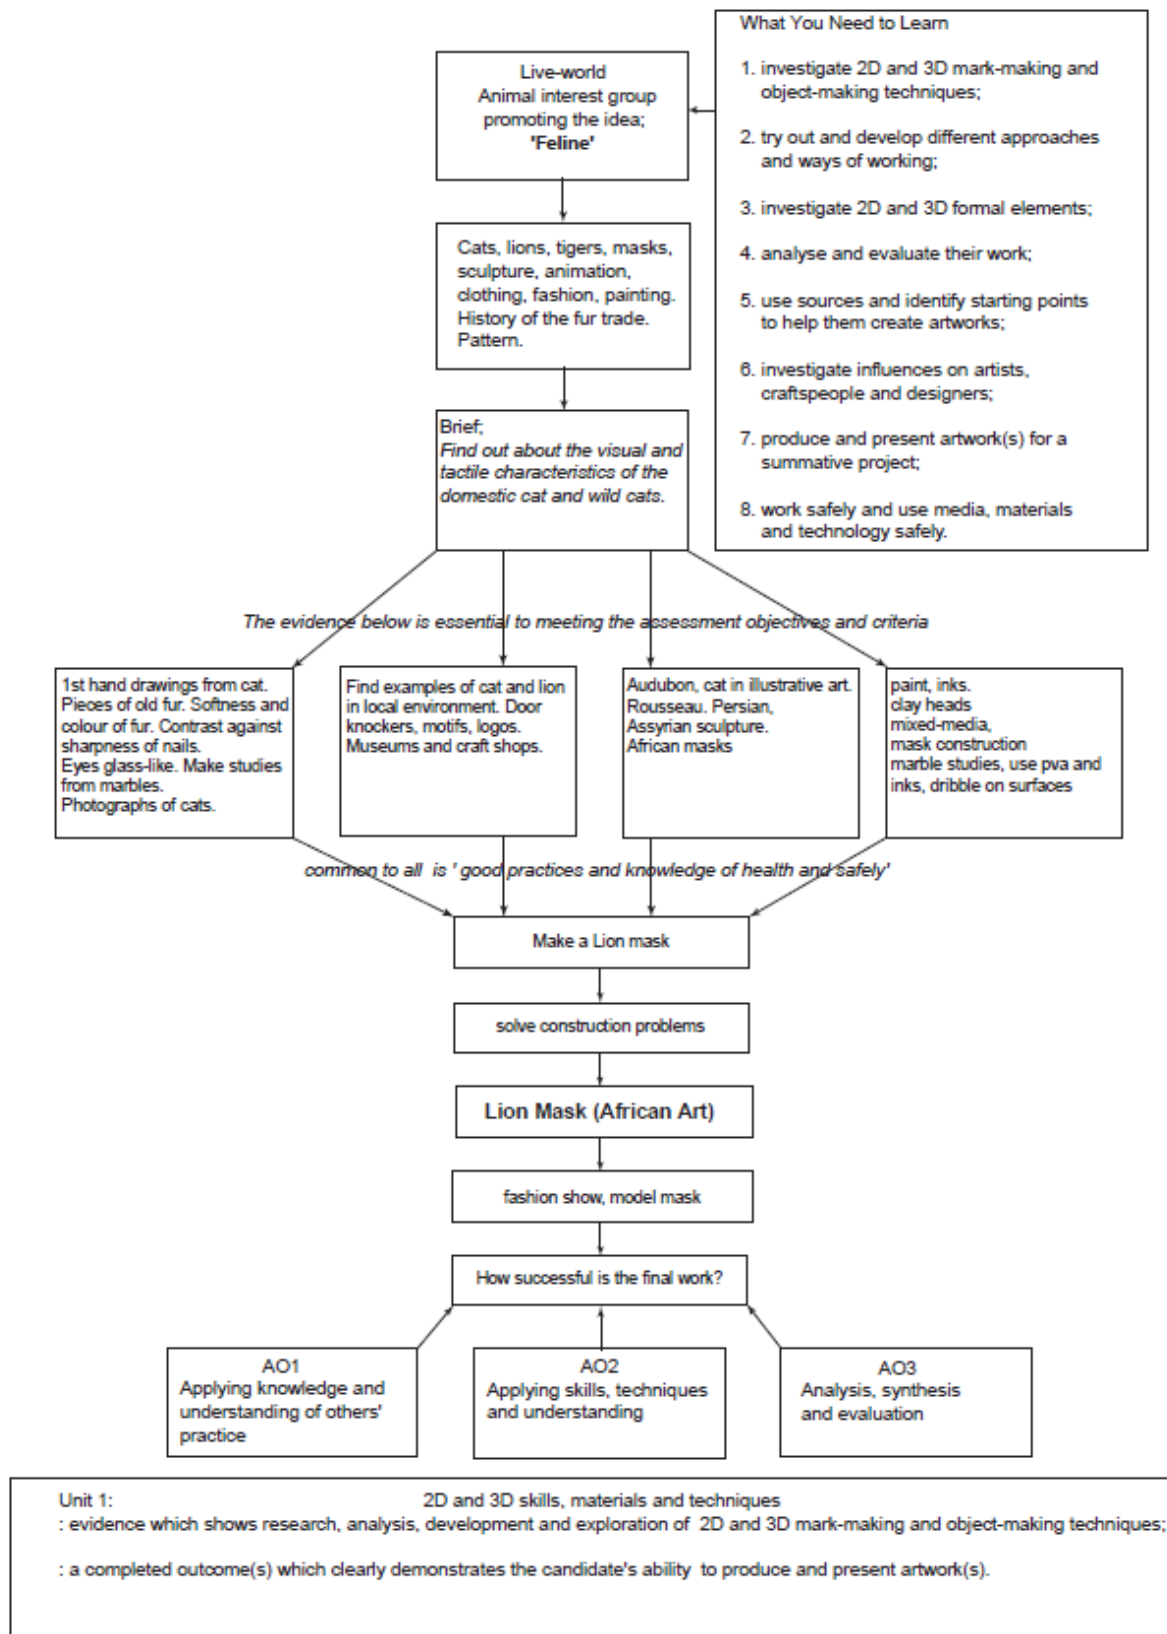 What You Need to Learn
1. investigate 2D and 3D mark-making and
object-making techniques;
2. try out and develop different approaches
and ways of working;
3. investigate 2D and 3D formal elements;
4. analyse and evaluate their work;
5. use sources and identify starting points
to help them create artworks;
6. investigate influences on artists,
craftspeople and designers;
7. produce and present artwork(s) for a
summative project;
8. work safely and use media, materials
and technology safely.
Live-world
Animal interest group
promoting the idea;
'Feline'
Cats, lions, tigers, masks,
sculpture, animation,
clothing, fashion, painting.
History of the fur trade.
Pattern.
Brief;
Find out about the visual and
tactile characteristics of the
domestic cat and wild cats.
The evidence below is essential to meeting the assessment objectives and criteria
1st hand drawings from cat.
Pieces of old fur. Softness and
colour of fur. Contrast against
sharpness of nails.
Eyes glass-like. Make studies
from marbles.
Photographs of cats.
Find examples of cat and lion
in local environment. Door
knockers, motifs, logos.
Museums and craft shops.
Audubon, cat in illustrative art.
Rousseau. Persian,
Assyrian sculpture.
African masks
paint, inks.
clay heads
mixed-media,
mask construction
marble studies, use pva and
inks, dribble on surfaces
common to all is ' good practices and knowledge of health and safely'
Make a Lion mask
solve construction problems
Lion Mask (African Art)
fashion show, model mask
How successful is the final work?
AO1
Applying knowledge and
understanding of others'
practice
AO2
Applying skills, techniques
and understanding
AO3
Analysis, synthesis
and evaluation
Unit 1: 2D and 3D skills, materials and techniques
: evidence which shows research, analysis, development and exploration of 2D and 3D mark-making and object-making techniques;
: a completed outcome(s) which clearly demonstrates the candidate's ability to produce and present artwork(s).